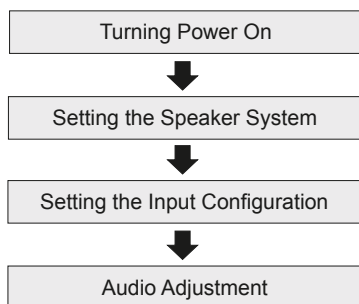 Turning Power On
Setting the Speaker System
Setting the Input Configuration
Audio Adjustment